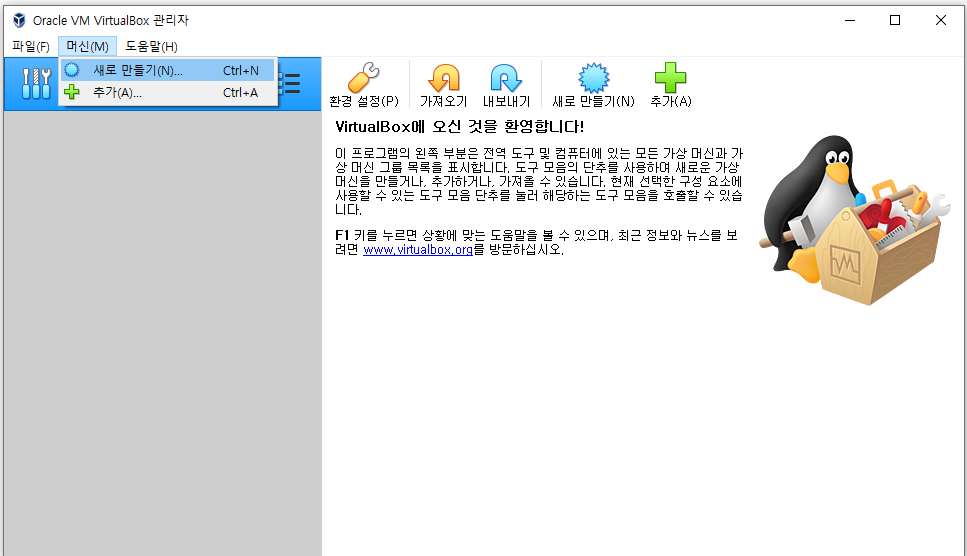 Oracle VM VirtualBox 관리자
파일(F) 머신(M) 도움말(H)
새로 만들기(N)... Ctrl+N
추가(A)... Ctrl+A
환경 설정(P) 가져오기 내보내기 새로 만들기(N) 추가(A)
VirtualBox에 오신 것을 환영합니다!
이 프로그램의 왼쪽 부분은 전역 도구 및 컴퓨터에 있는 모든 가상 머신과 가
상 머신 그룹 목록을 표시합니다. 도구 모음의 단추를 사용하여 새로운 가상
머신을 만들거나, 추가하거나, 가져올 수 있습니다. 현재 선택한 구성 요소에
사용할 수 있는 도구 모음 단추를 눌러 해당하는 도구 모음을 호출할 수 있습
니다.
F1 키를 누르면 상황에 맞는 도움말을 볼 수 있으며, 최근 정보와 뉴스를 보
려면 www.virtualbox.org를 방문하십시오.